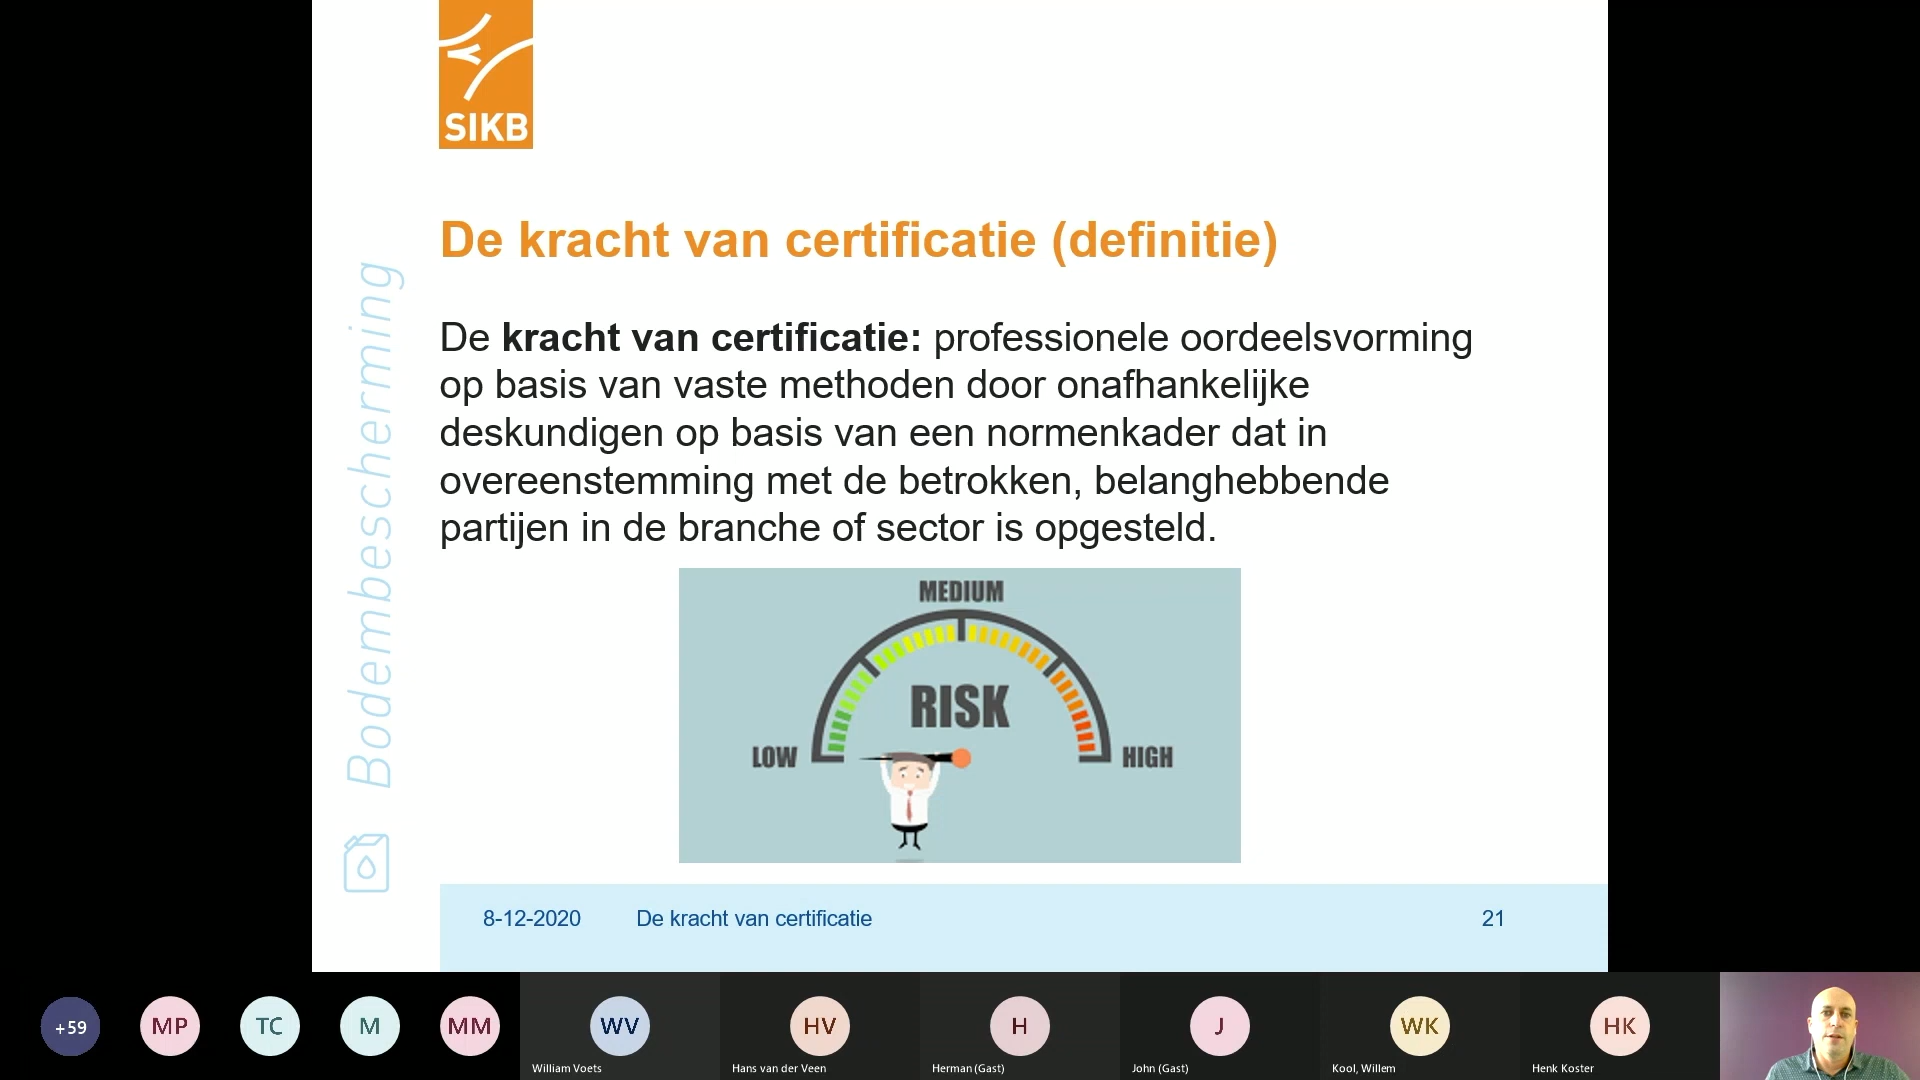 SIKB
De kracht van certificatie (definitie)
De kracht van certificatie: professionele oordeelsvorming
op basis van vaste methoden door onafhankelijke
deskundigen op basis van een normenkader dat in
overeenstemming met de betrokken, belanghebbende
partijen in de branche of sector is opgesteld.
Bodembescherming
MEDIUM
RISK
LOW
HIGH
8-12-2020
De kracht van certificatie
21
+59
MP
TC
M
MM
WV
HV
H
J
WK
HK
William Voets
Hans van der Veen
Herman (Gast)
John (Gast)
Kool, Willem
Henk Koster